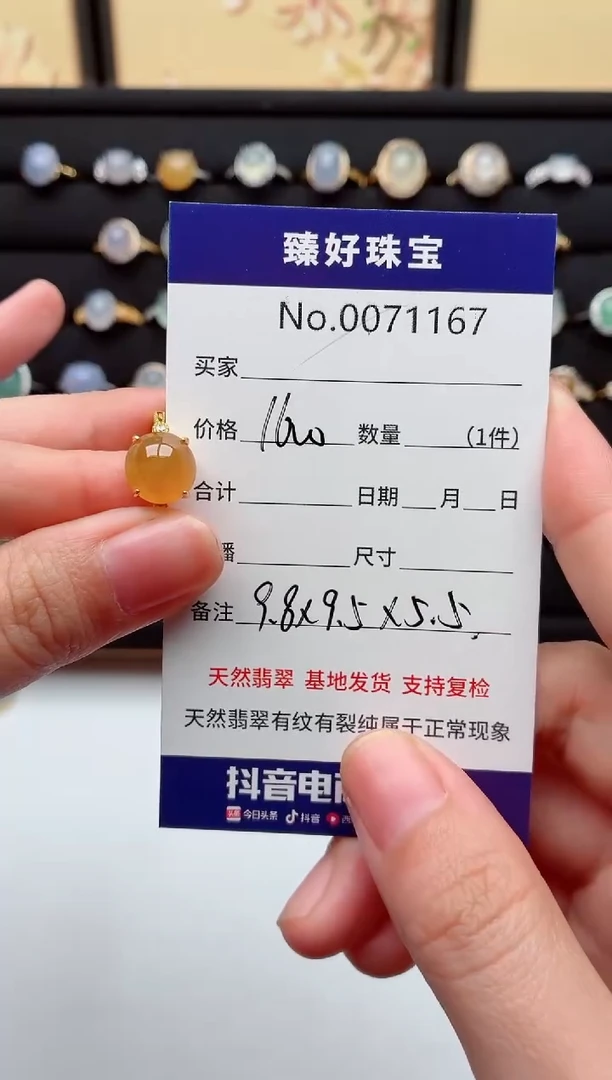 臻好珠宝
No.0071167
买家
价格 1600 数量 (1件)
合计 日期 月 日
播 尺寸
备注 9.8x9.5x5.5
天然翡翠 基地发货 支持复检
天然翡翠有纹有裂纯属于正常现象
抖音电商
今日头条 抖音 西